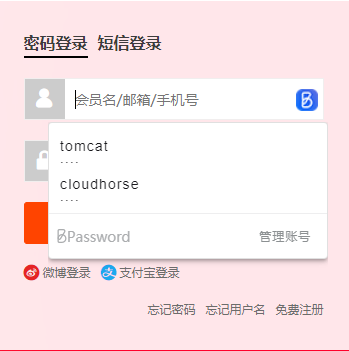 密码登录 短信登录
会员名/邮箱/手机号
tomcat
....
cloudhorse
....
BPassword 管理账号
微博登录 支付宝登录
忘记密码 忘记用户名 免费注册